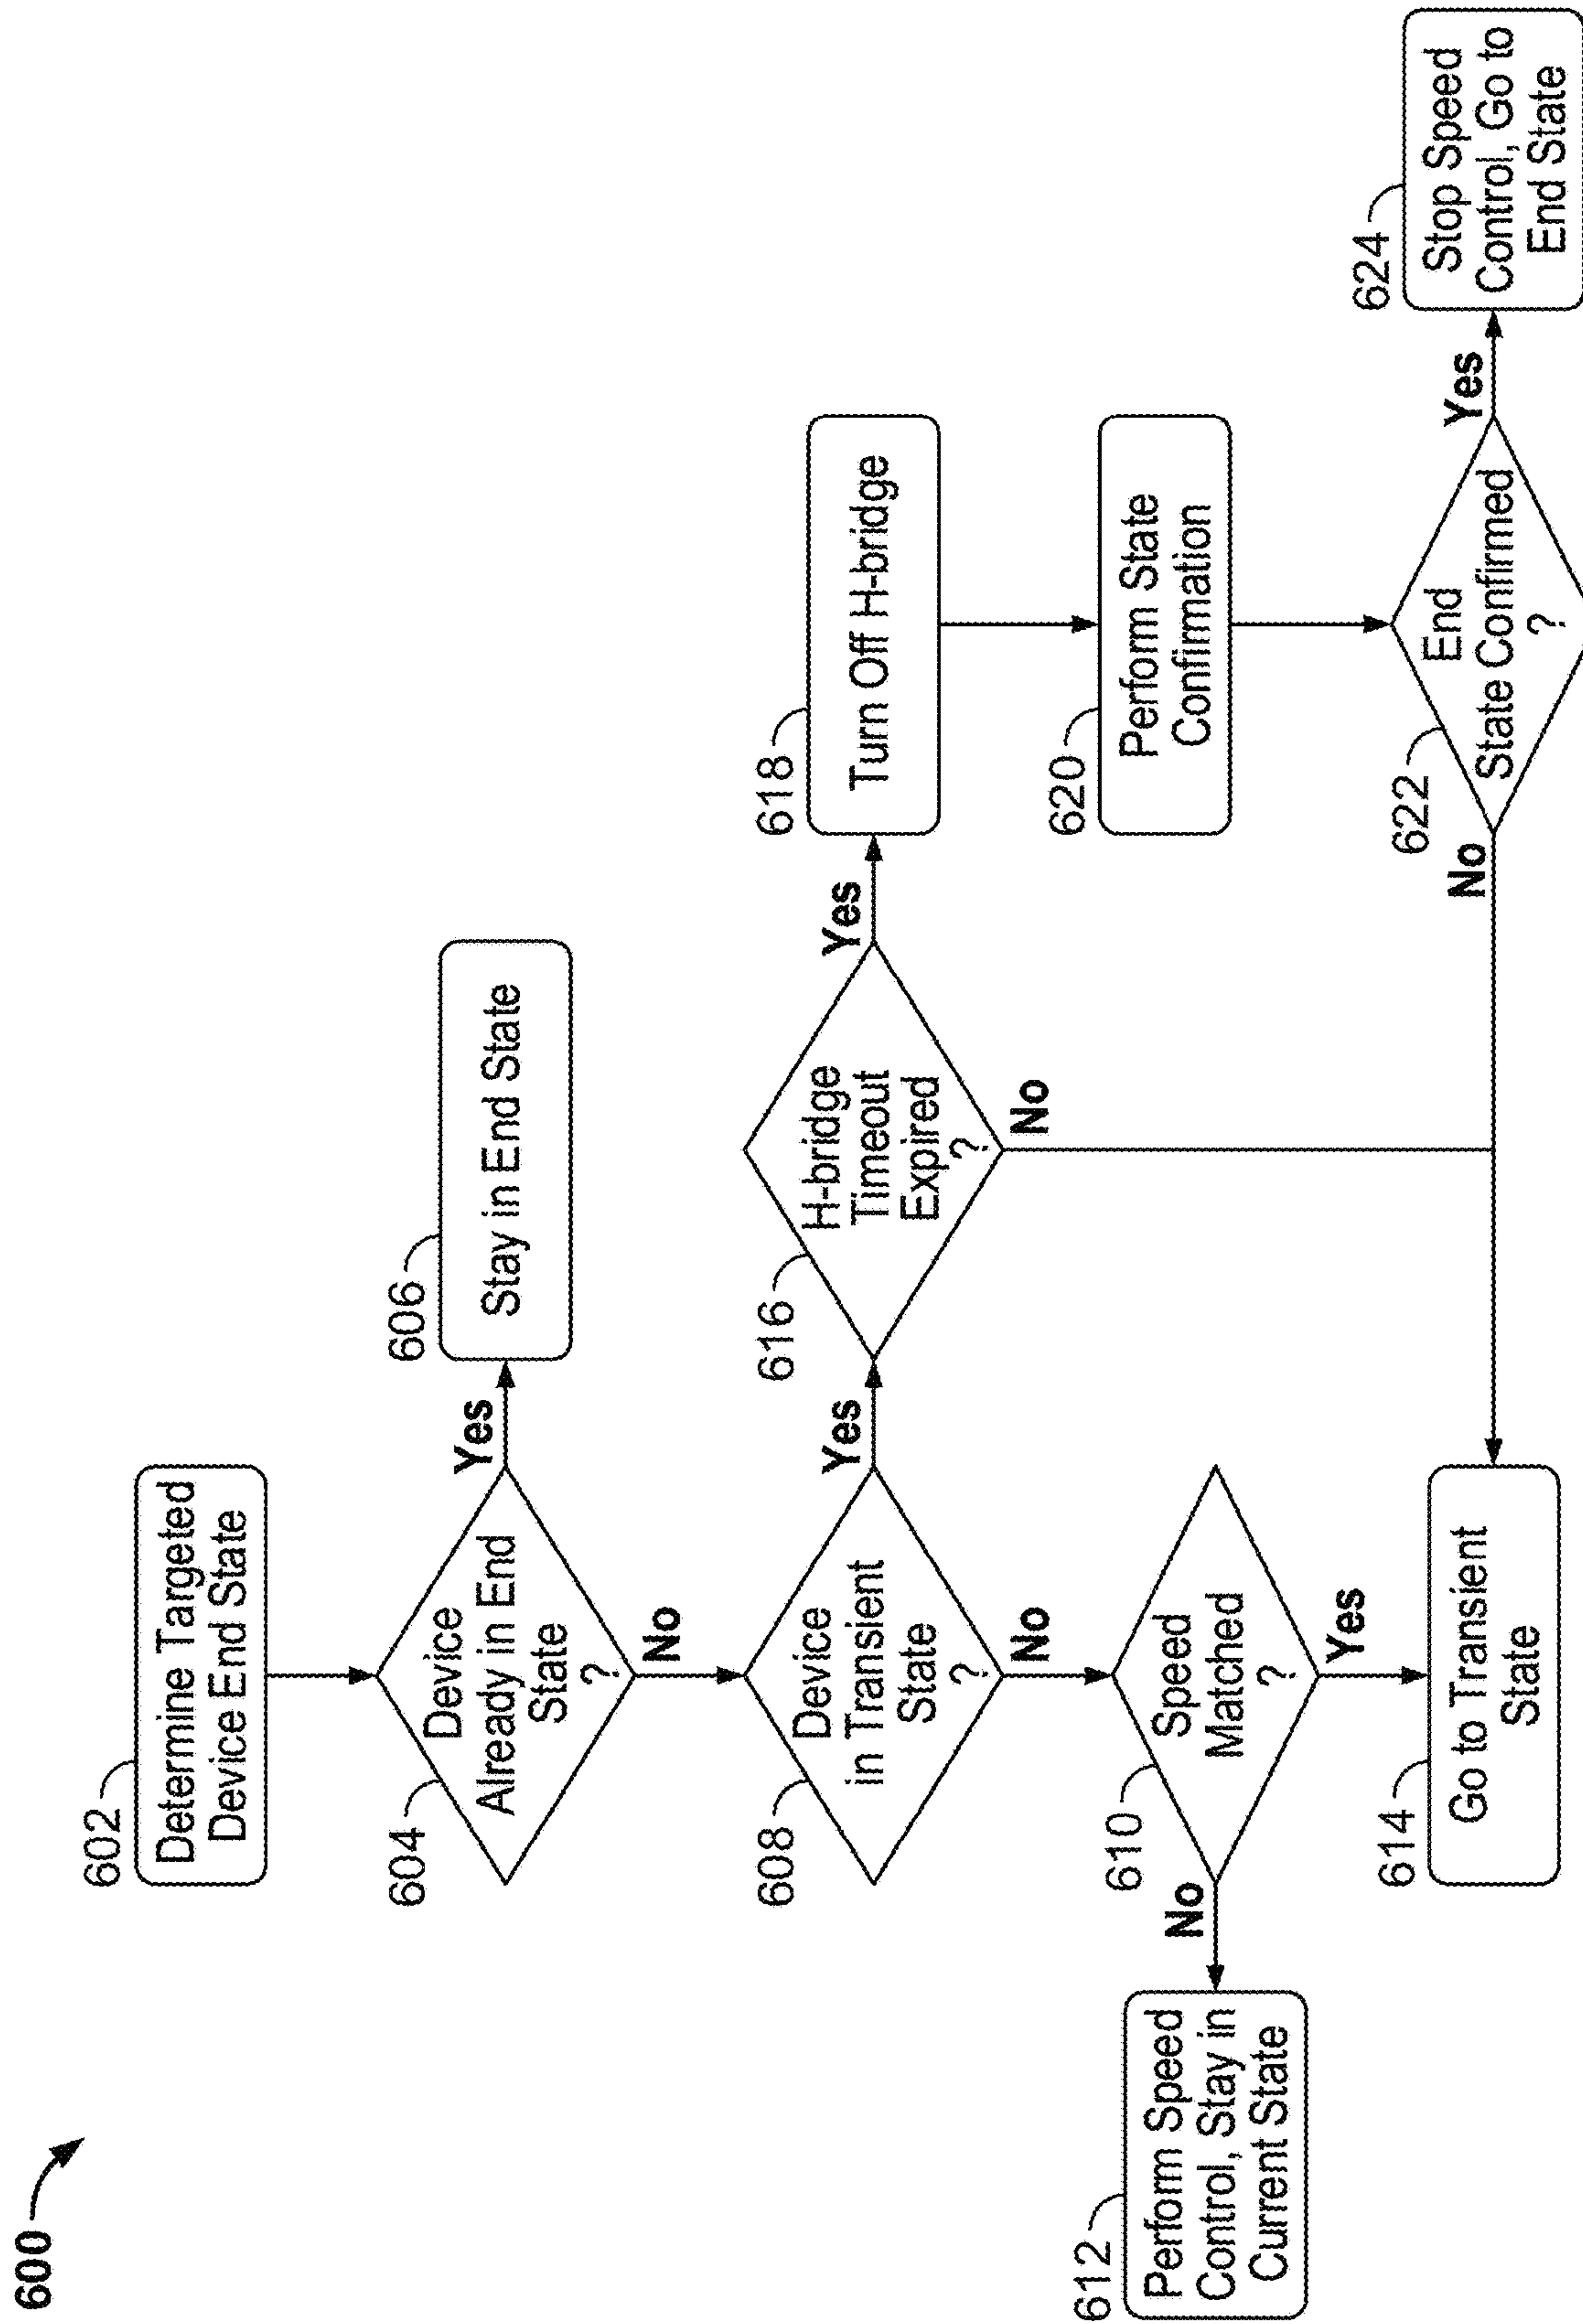 600
602
Determine Targeted
Device End State
604
Device
Already in End
State
?
Yes
606
Stay in End State
No
608
Device
in Transient
State
?
Yes
616
H-bridge
Timeout
Expired
?
Yes
618
Turn Off H-bridge
No
No
610
Speed
Matched
?
No
612
Perform Speed
Control, Stay in
Current State
Yes
614
Go to Transient
State
620
Perform State
Confirmation
622
End
State Confirmed
?
No
Yes
624
Stop Speed
Control, Go to
End State